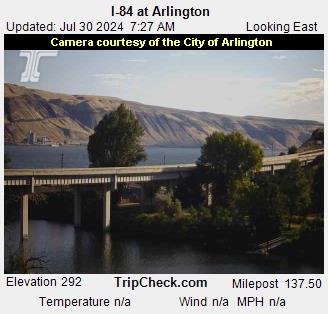 I-84 at Arlington
Updated: Jul 30 2024 7:27 AM Looking East
Camera courtesy of the City of Arlington
Elevation 292 TripCheck.com Milepost 137.50
Temperature n/a Wind n/a MPH n/a